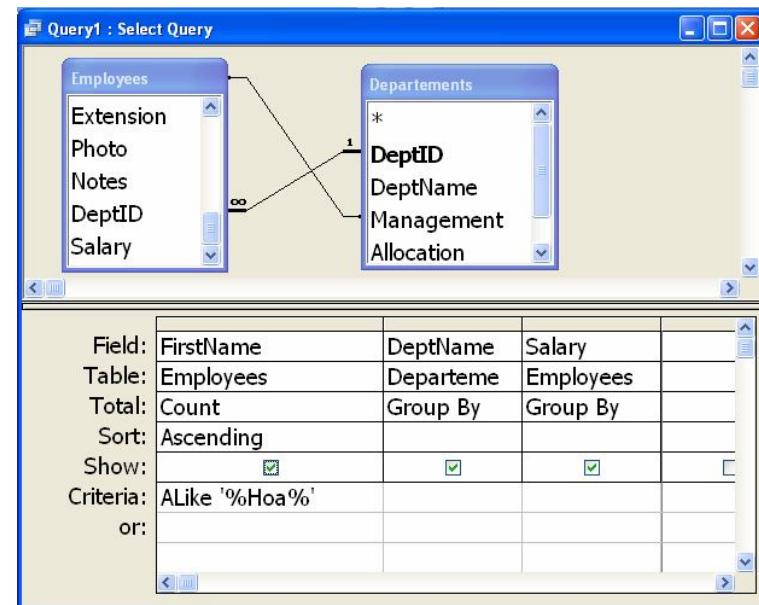 Query1 : Select Query
Employees
Extension
Photo
Notes
DeptID
Salary
∞
1
Departements
*
DeptID
DeptName
Management
Allocation
Field: FirstName DeptName Salary
Table: Employees Departeme Employees
Total: Count Group By Group By
Sort: Ascending
Show:
Criteria: ALike '%Hoa%'
or: